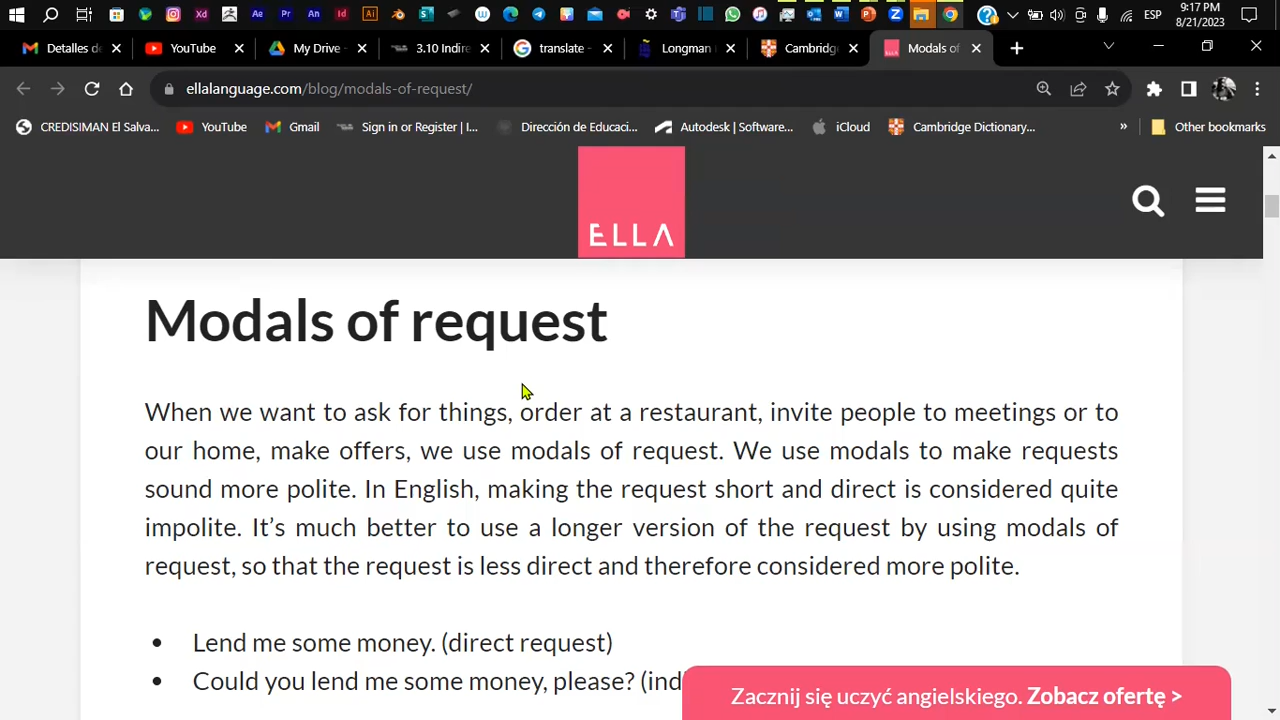 Xd Ae Pr An Id Ai S W ESP 9:17 PM
8/21/2023
Detalles de YouTube My Drive - 3.10 Indire translate - Longman Cambridg Modals of
ellalanguage.com/blog/modals-of-request/
CREDISIMAN El Salva... YouTube Gmail Sign in or Register | I... Dirección de Educaci... Autodesk | Software... iCloud Cambridge Dictionary... » Other bookmarks
ELLA
Modals of request
When we want to ask for things, order at a restaurant, invite people to meetings or to
our home, make offers, we use modals of request. We use modals to make requests
sound more polite. In English, making the request short and direct is considered quite
impolite. It's much better to use a longer version of the request by using modals of
request, so that the request is less direct and therefore considered more polite.
• Lend me some money. (direct request)
• Could you lend me some money, please? (ind
Zacznij się uczyć angielskiego. Zobacz ofertę >